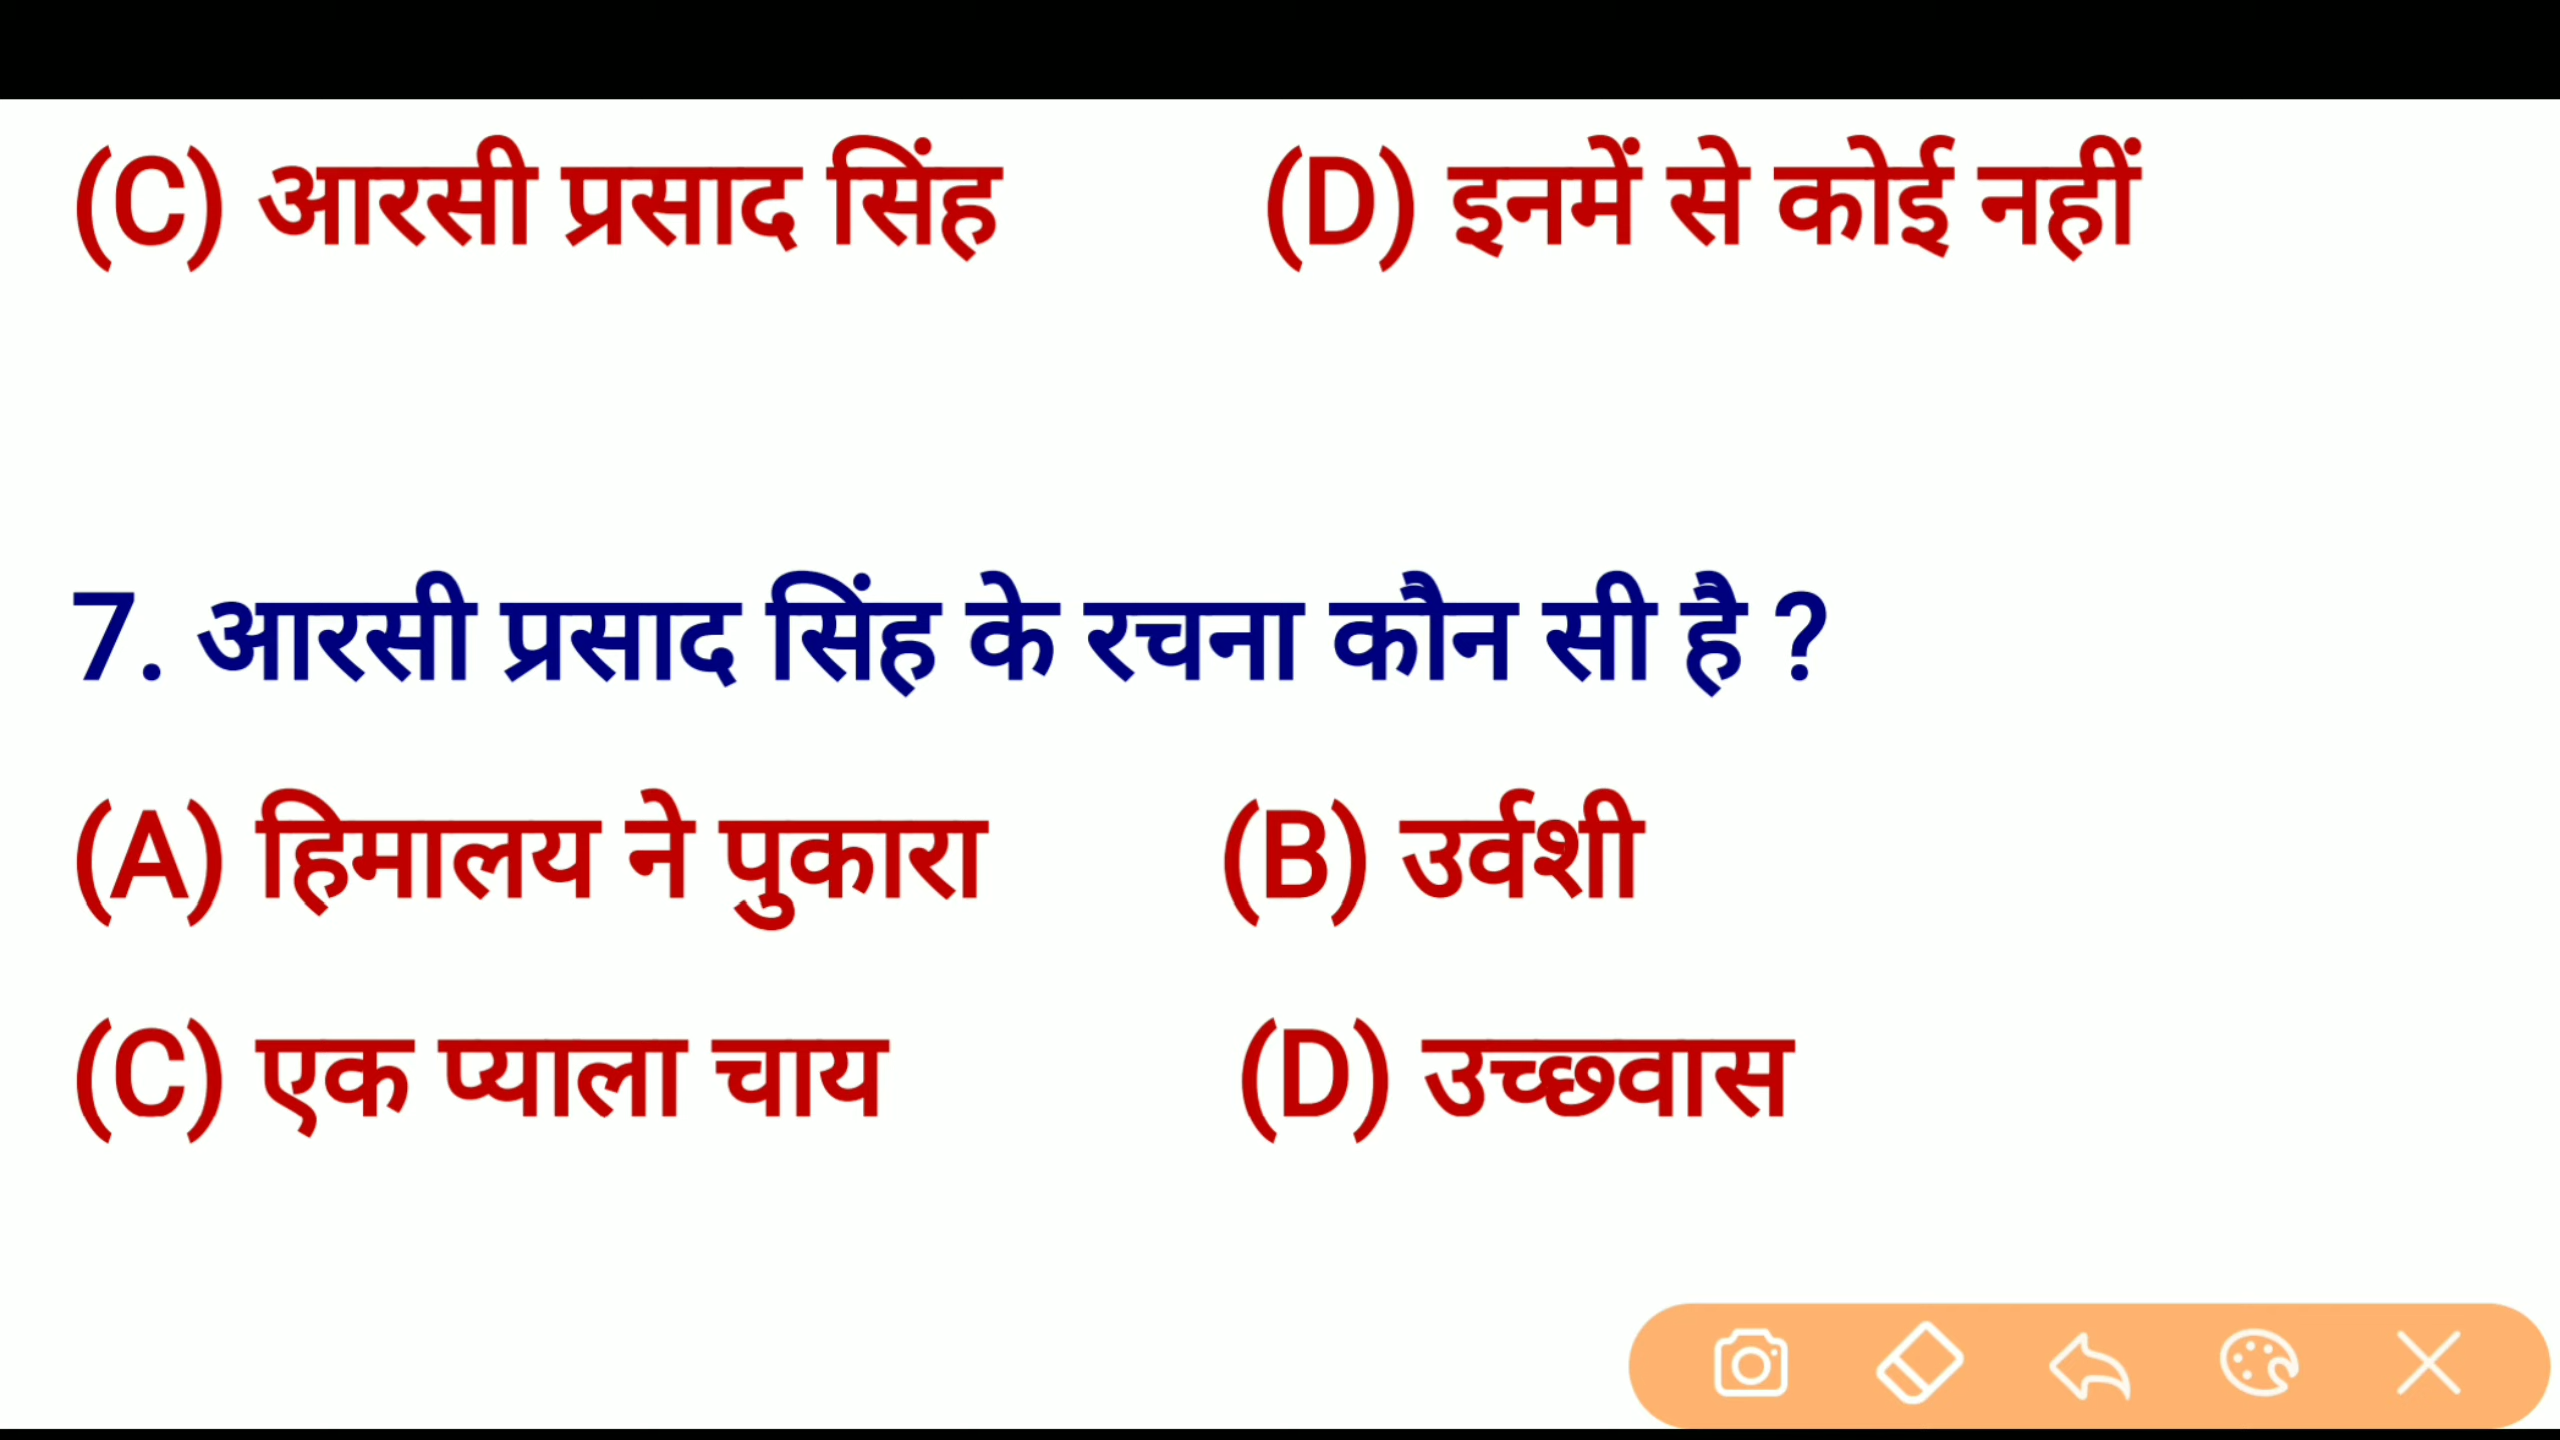 (C) आरसी प्रसाद सिंह (D) इनमें से कोई नहीं
7. आरसी प्रसाद सिंह के रचना कौन सी है ?
(A) हिमालय ने पुकारा (B) उर्वशी
(C) एक प्याला चाय (D) उच्छ्वास